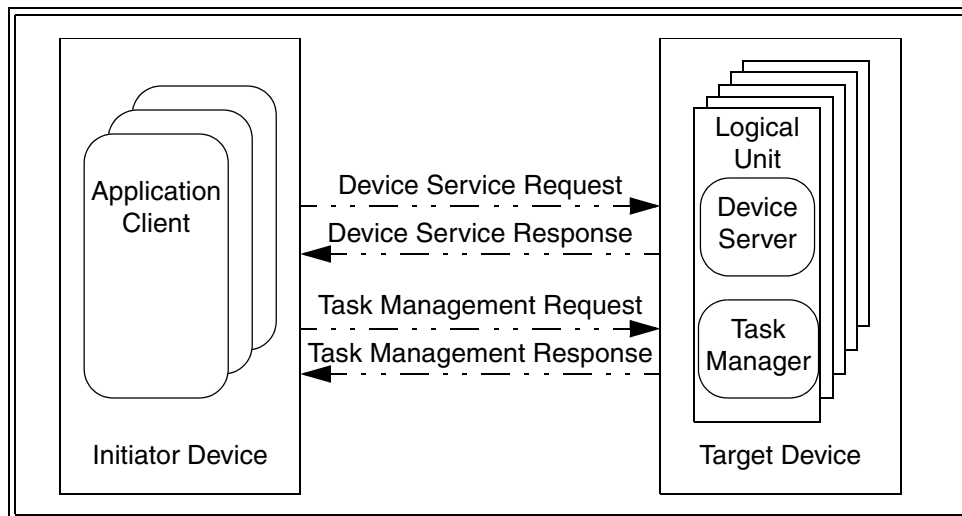 Application
Client
Initiator Device
Device Service Request
Device Service Response
Task Management Request
Task Management Response
Logical
Unit
Device
Server
Task
Manager
Target Device